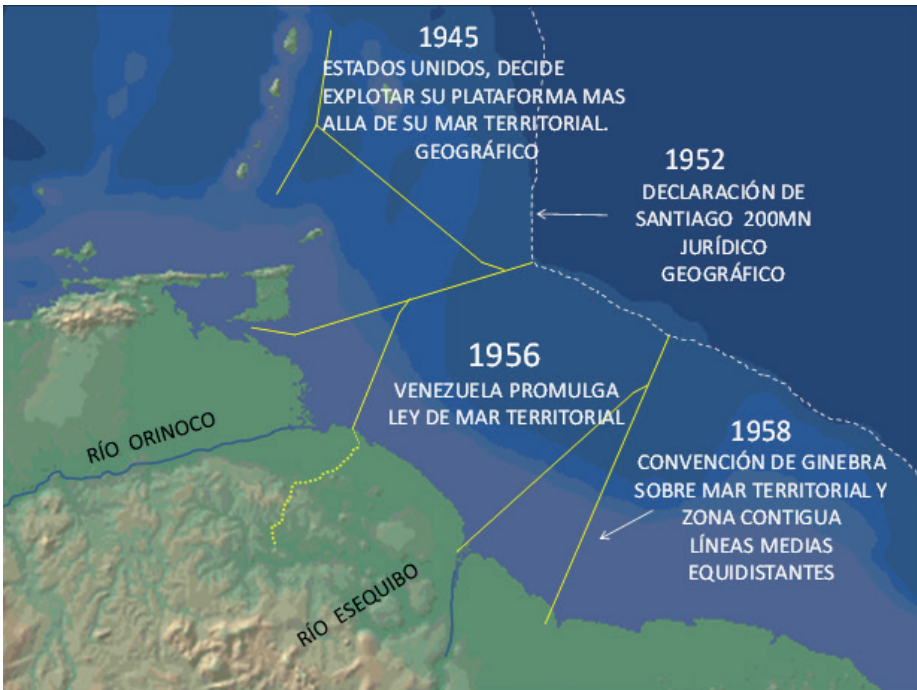 1945
ESTADOS UNIDOS, DECIDE
EXPLOTAR SU PLATAFORMA MAS
ALLA DE SU MAR TERRITORIAL.
GEOGRÁFICO
1952
DECLARACIÓN DE
SANTIAGO 200MN
JURÍDICO
GEOGRÁFICO
1956
VENEZUELA PROMULGA
LEY DE MAR TERRITORIAL
RÍO ORINOCO
1958
CONVENCIÓN DE GINEBRA
SOBRE MAR TERRITORIAL Y
ZONA CONTIGUA
LÍNEAS MEDIAS
EQUIDISTANTES
RÍO ESEQUIBO